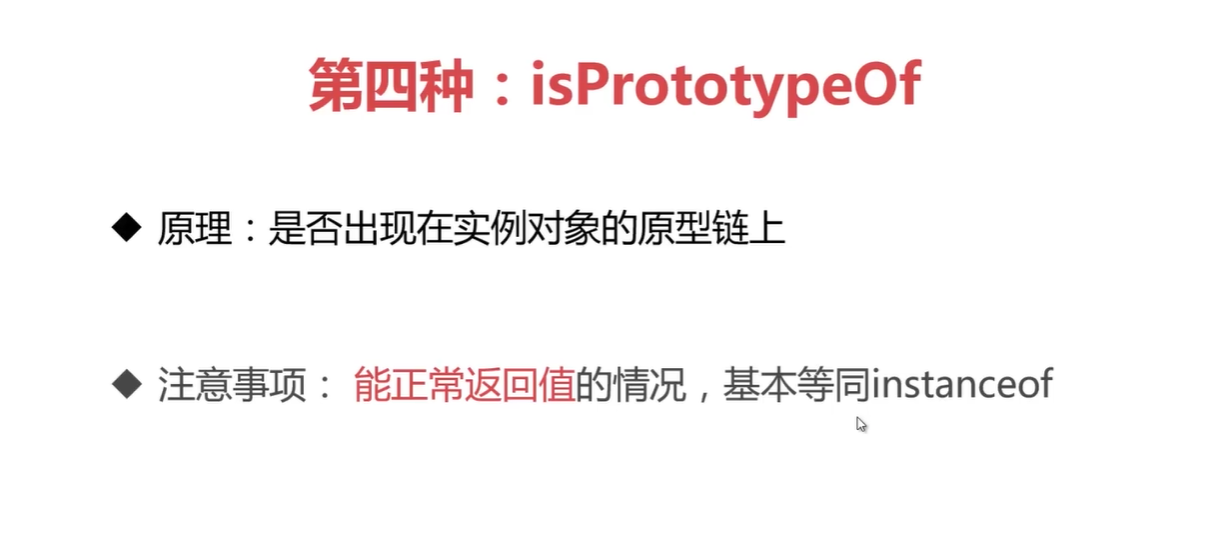 第四种：isPrototypeOf
◆ 原理：是否出现在实例对象的原型链上
◆ 注意事项： 能正常返回值的情况，基本等同instanceof